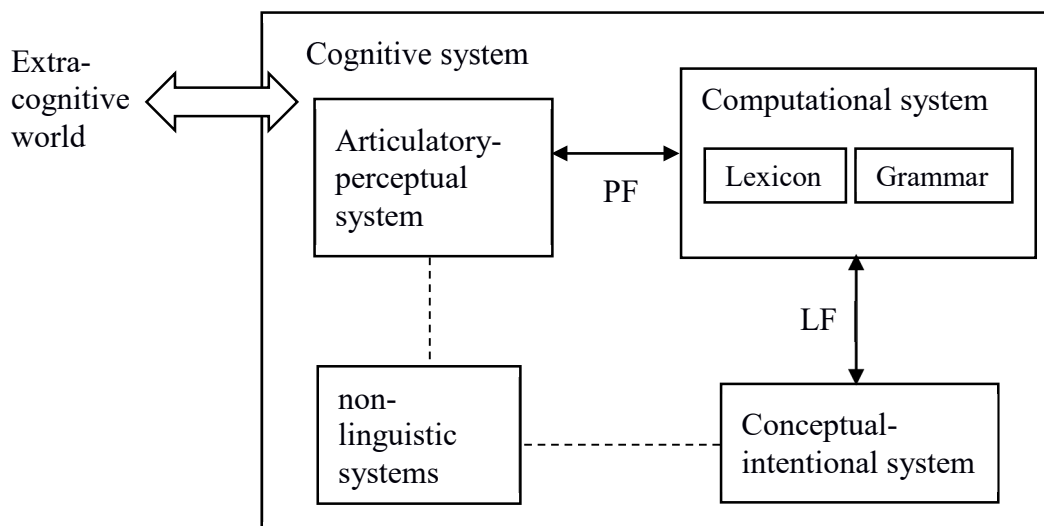 Extra-
cognitive
world
Cognitive system
Articulatory-
perceptual
system
PF
Computational system
Lexicon
Grammar
LF
non-
linguistic
systems
Conceptual-
intentional system